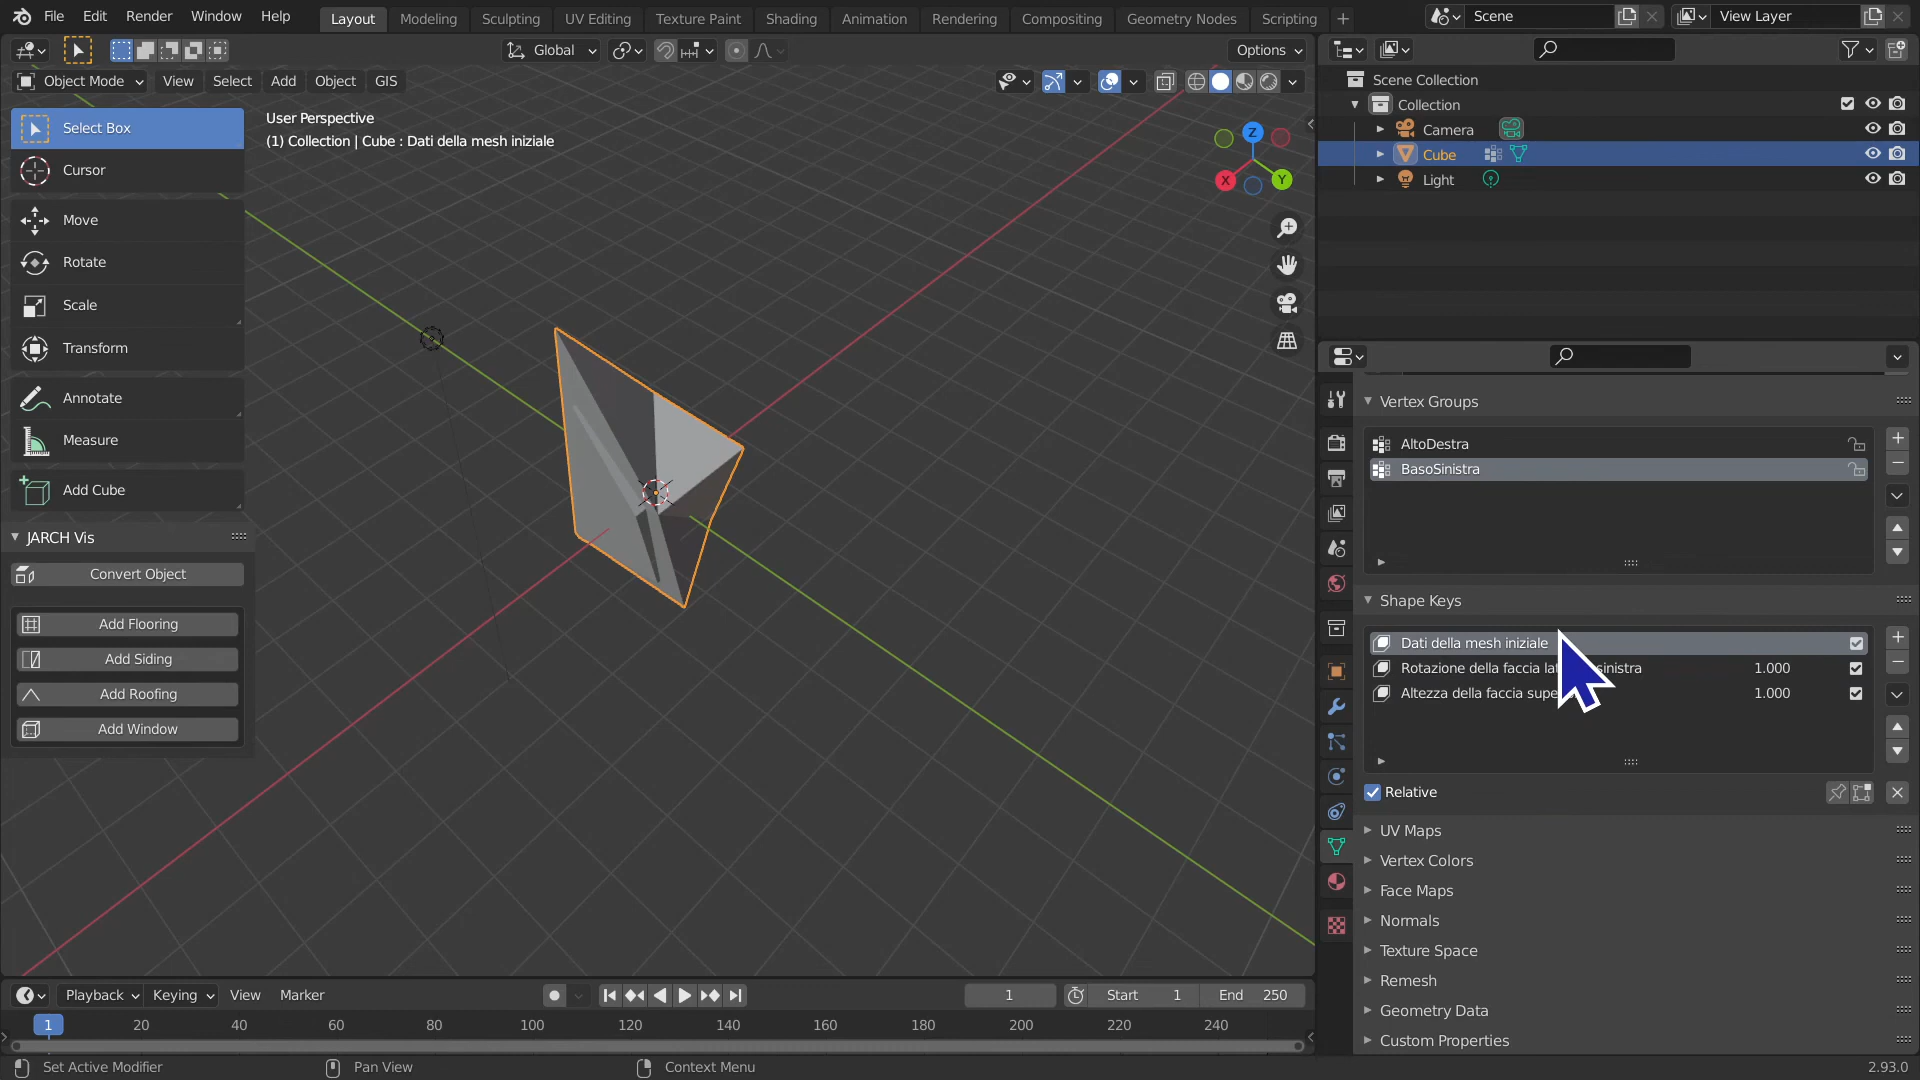 File Edit Render Window Help Layout Modeling Sculpting UV Editing Texture Paint Shading Animation Rendering Compositing Geometry Nodes Scripting + Scene View Layer
Global Options
Object Mode View Select Add Object GIS
User Perspective
(1) Collection | Cube : Dati della mesh iniziale
Select Box
Cursor
Move
Rotate
Scale
Transform
Annotate
Measure
Add Cube
JARCH Vis
Convert Object
Add Flooring
Add Siding
Add Roofing
Add Window
Z
X
Y
Scene Collection
Collection
Camera
Cube
Light
Vertex Groups
AltoDestra
BasoSinistra
Shape Keys
Dati della mesh iniziale
Rotazione della faccia sinistra 1.000
Altezza della faccia 1.000
Relative
UV Maps
Vertex Colors
Face Maps
Normals
Texture Space
Remesh
Geometry Data
Custom Properties
Playback Keying View Marker 1 Start 1 End 250
1 20 40 60 80 100 120 140 160 180 200 220 240
Set Active Modifier Pan View Context Menu 2.93.0